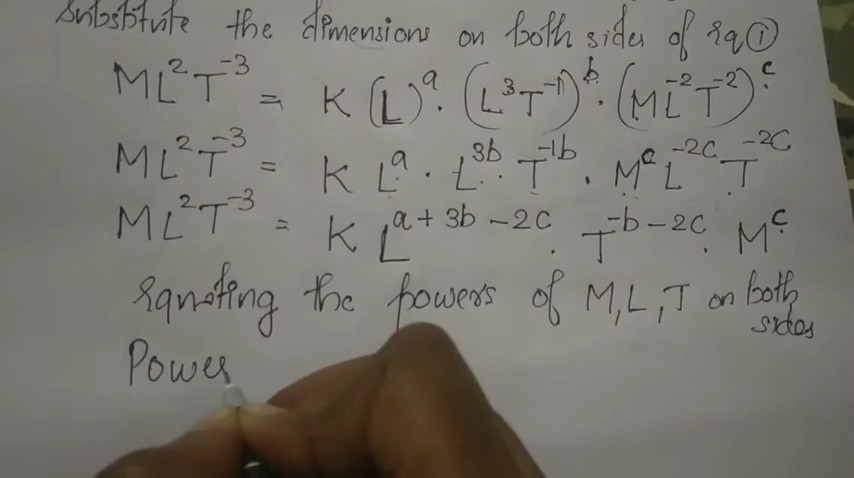 Substitute the dimensions on both sides of Eq ①
ML²T⁻³ = K (L)ᵃ. (L³T⁻¹)ᵇ. (ML⁻²T⁻²)ᶜ
ML²T⁻³ = K Lᵃ. L³ᵇ. T⁻¹ᵇ. Mᶜ L⁻²ᶜ T⁻²ᶜ
ML²T⁻³ = K L^(a + 3b - 2c). T^(-b - 2c). Mᶜ
Equating the powers of M, L, T on both
sides
Power